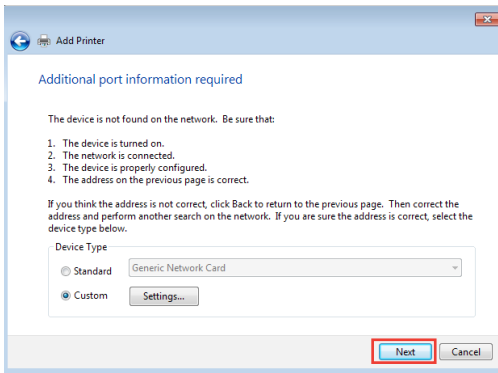 Add Printer
Additional port information required
The device is not found on the network. Be sure that:
1. The device is turned on.
2. The network is connected.
3. The device is properly configured.
4. The address on the previous page is correct.
If you think the address is not correct, click Back to return to the previous page. Then correct the
address and perform another search on the network. If you are sure the address is correct, select the
device type below.
Device Type
Standard Generic Network Card
Custom Settings...
Next Cancel